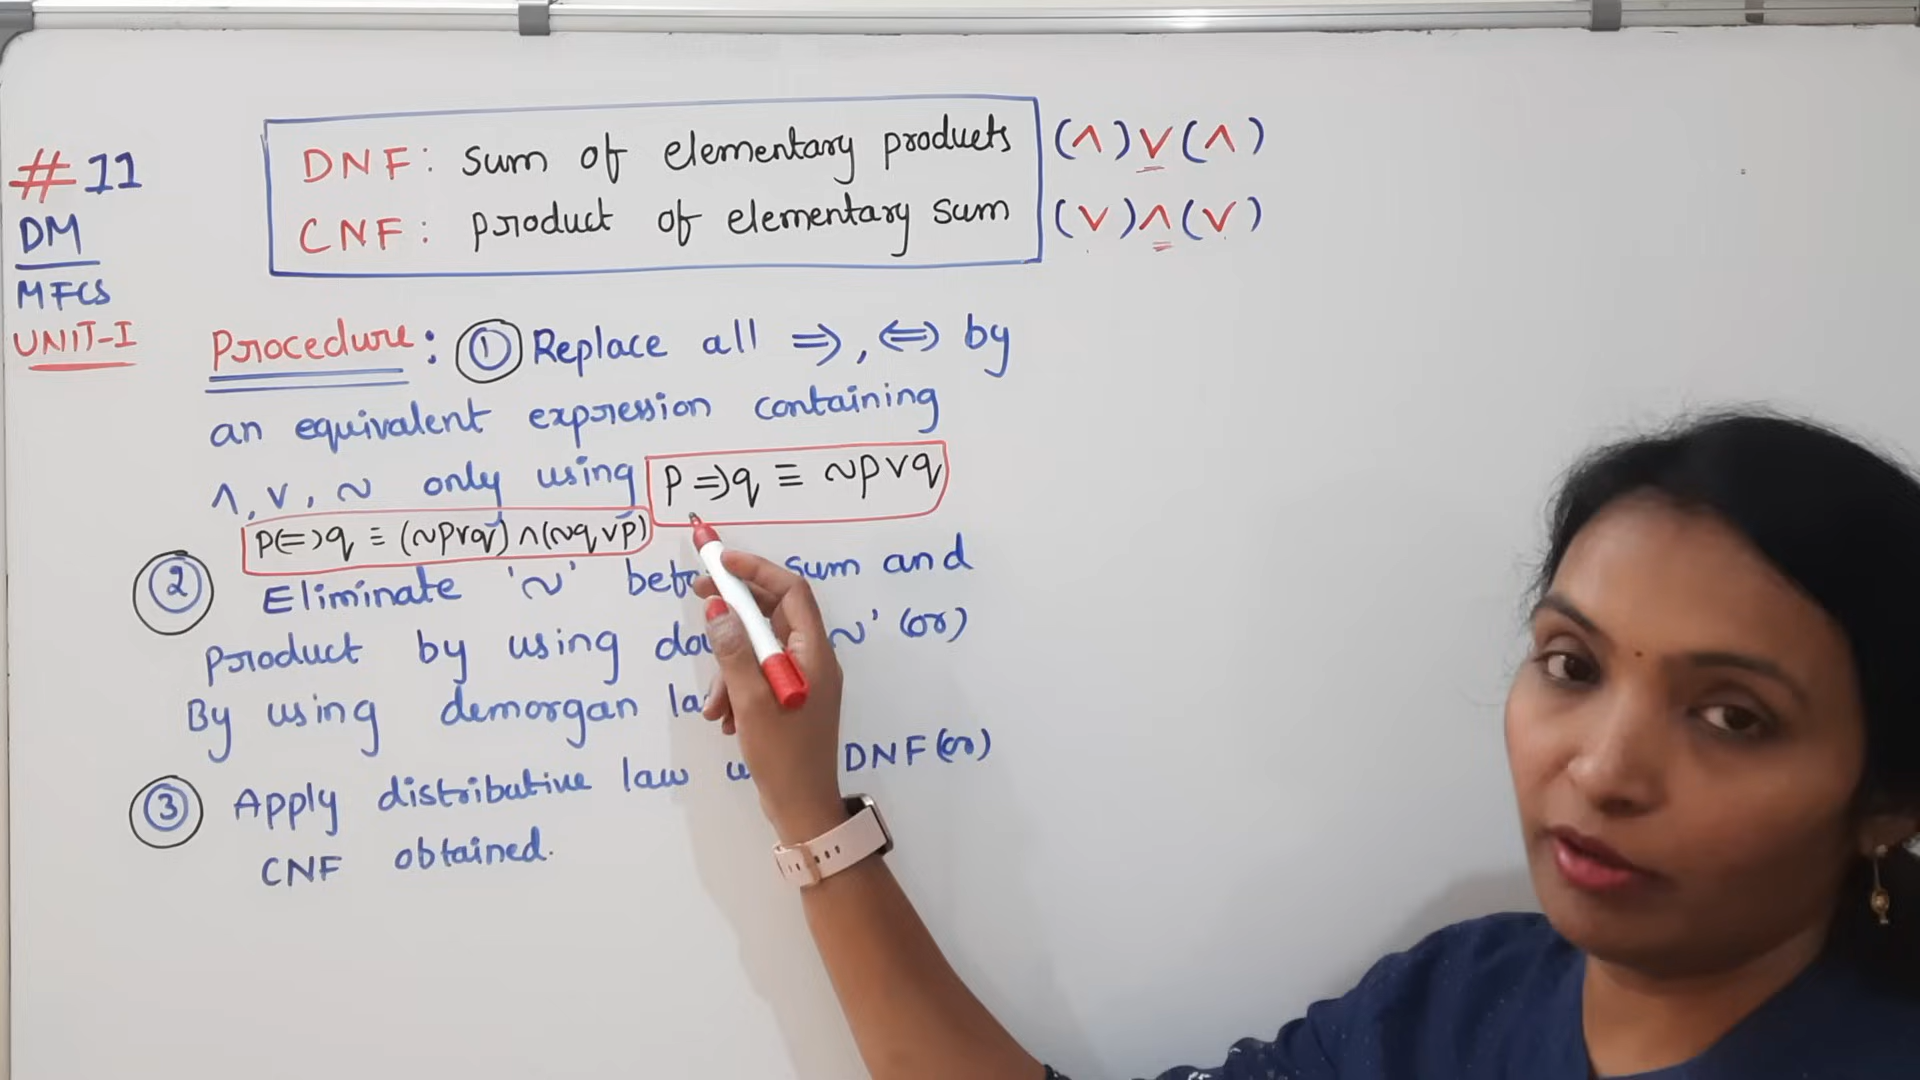 #11
DM
MFCS
UNIT-I
DNF: sum of elementary products (∧)∨(∧)
CNF: product of elementary sum (∨)∧(∨)
Procedure: ① Replace all ⇒, ⇔ by
an equivalent expression containing
∧, ∨, ~ only using p⇒q ≡ ~p∨q
p⇔q ≡ (~p∨q)∧(~q∨p)
② Eliminate '~' sum and
product by using ~' (or)
By using demorgan
③ Apply distributive law DNF(or)
CNF obtained.